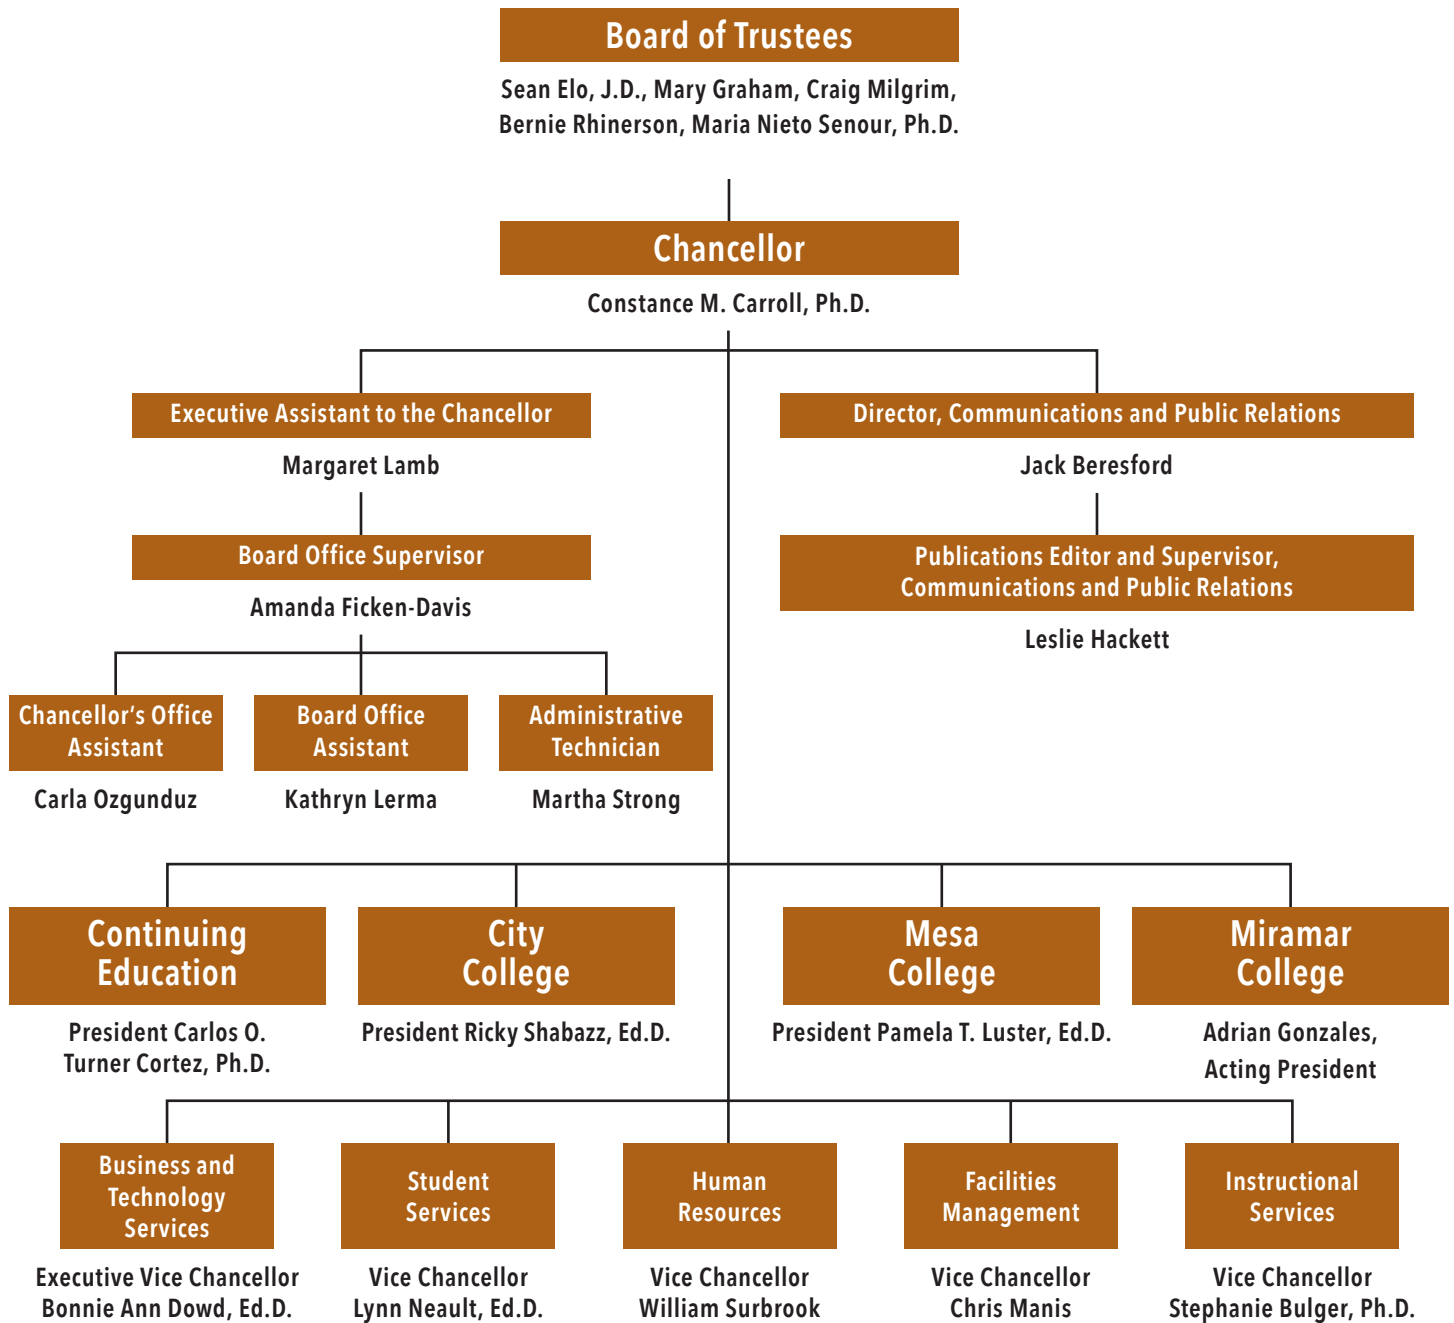 Board of Trustees
Sean Elo, J.D., Mary Graham, Craig Milgrim,
Bernie Rhinerson, Maria Nieto Senour, Ph.D.
Chancellor
Constance M. Carroll, Ph.D.
Executive Assistant to the Chancellor
Margaret Lamb
Director, Communications and Public Relations
Jack Beresford
Board Office Supervisor
Amanda Ficken-Davis
Publications Editor and Supervisor,
Communications and Public Relations
Leslie Hackett
Chancellor's Office
Assistant
Carla Ozgunduz
Board Office
Assistant
Kathryn Lerma
Administrative
Technician
Martha Strong
Continuing
Education
President Carlos O.
Turner Cortez, Ph.D.
City
College
President Ricky Shabazz, Ed.D.
Mesa
College
President Pamela T. Luster, Ed.D.
Miramar
College
Adrian Gonzales,
Acting President
Business and
Technology
Services
Executive Vice Chancellor
Bonnie Ann Dowd, Ed.D.
Student
Services
Vice Chancellor
Lynn Neault, Ed.D.
Human
Resources
Vice Chancellor
William Surbrook
Facilities
Management
Vice Chancellor
Chris Manis
Instructional
Services
Vice Chancellor
Stephanie Bulger, Ph.D.